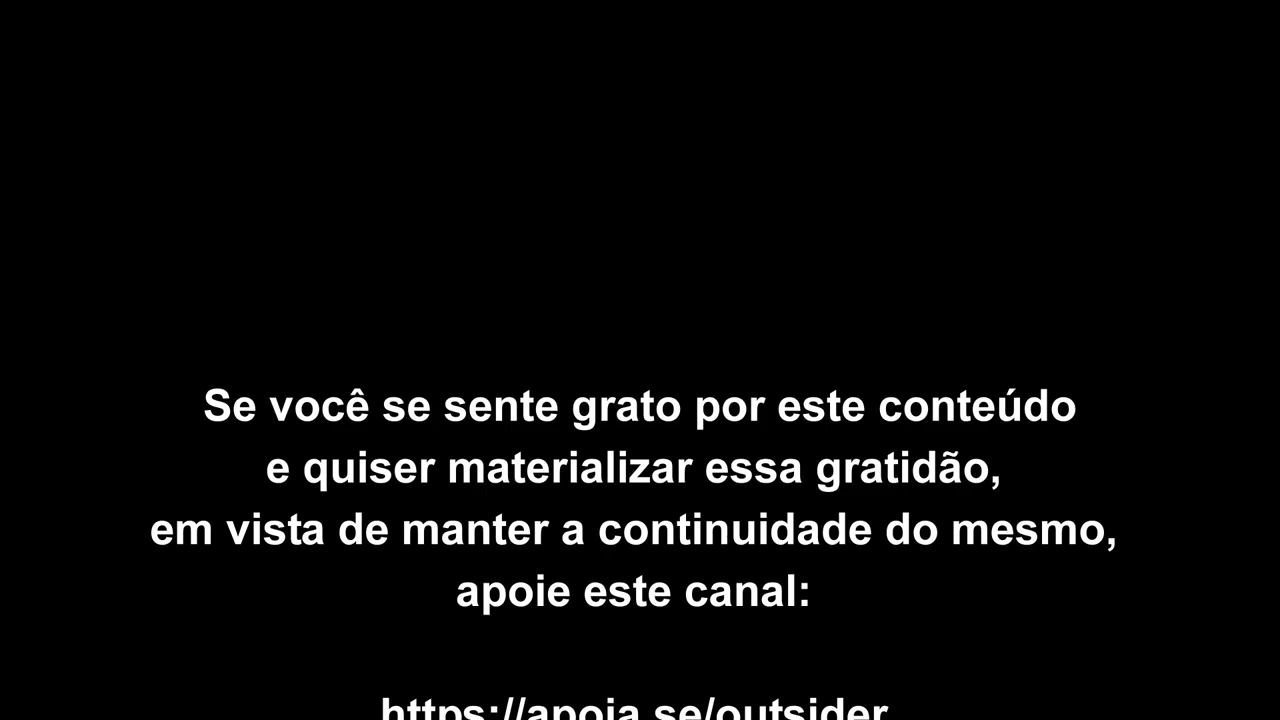 Se você se sente grato por este conteúdo
e quiser materializar essa gratidão,
em vista de manter a continuidade do mesmo,
apoie este canal:
https://apoia.se/outsider